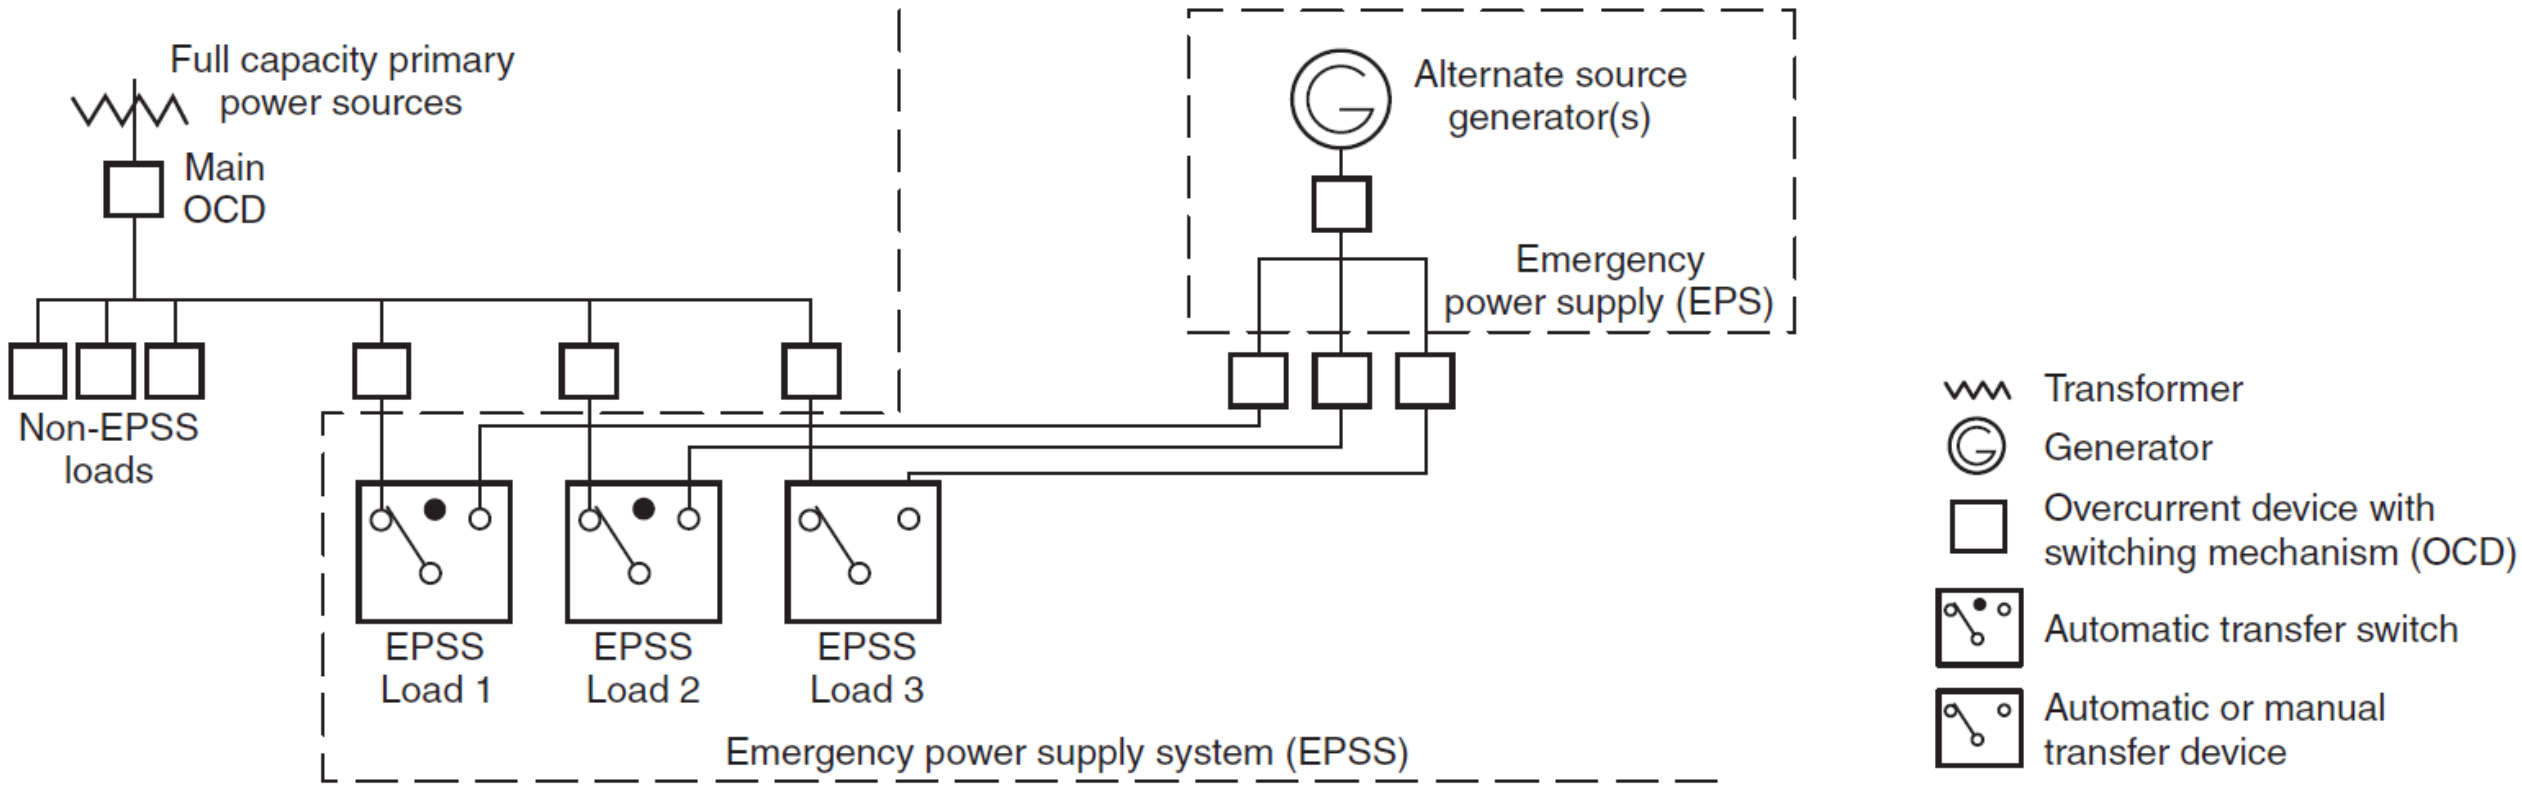 Full capacity primary
power sources
Main
OCD
Non-EPSS
loads
Alternate source
generator(s)
Emergency
power supply (EPS)
EPSS
Load 1
EPSS
Load 2
EPSS
Load 3
Emergency power supply system (EPSS)
Transformer
Generator
Overcurrent device with
switching mechanism (OCD)
Automatic transfer switch
Automatic or manual
transfer device